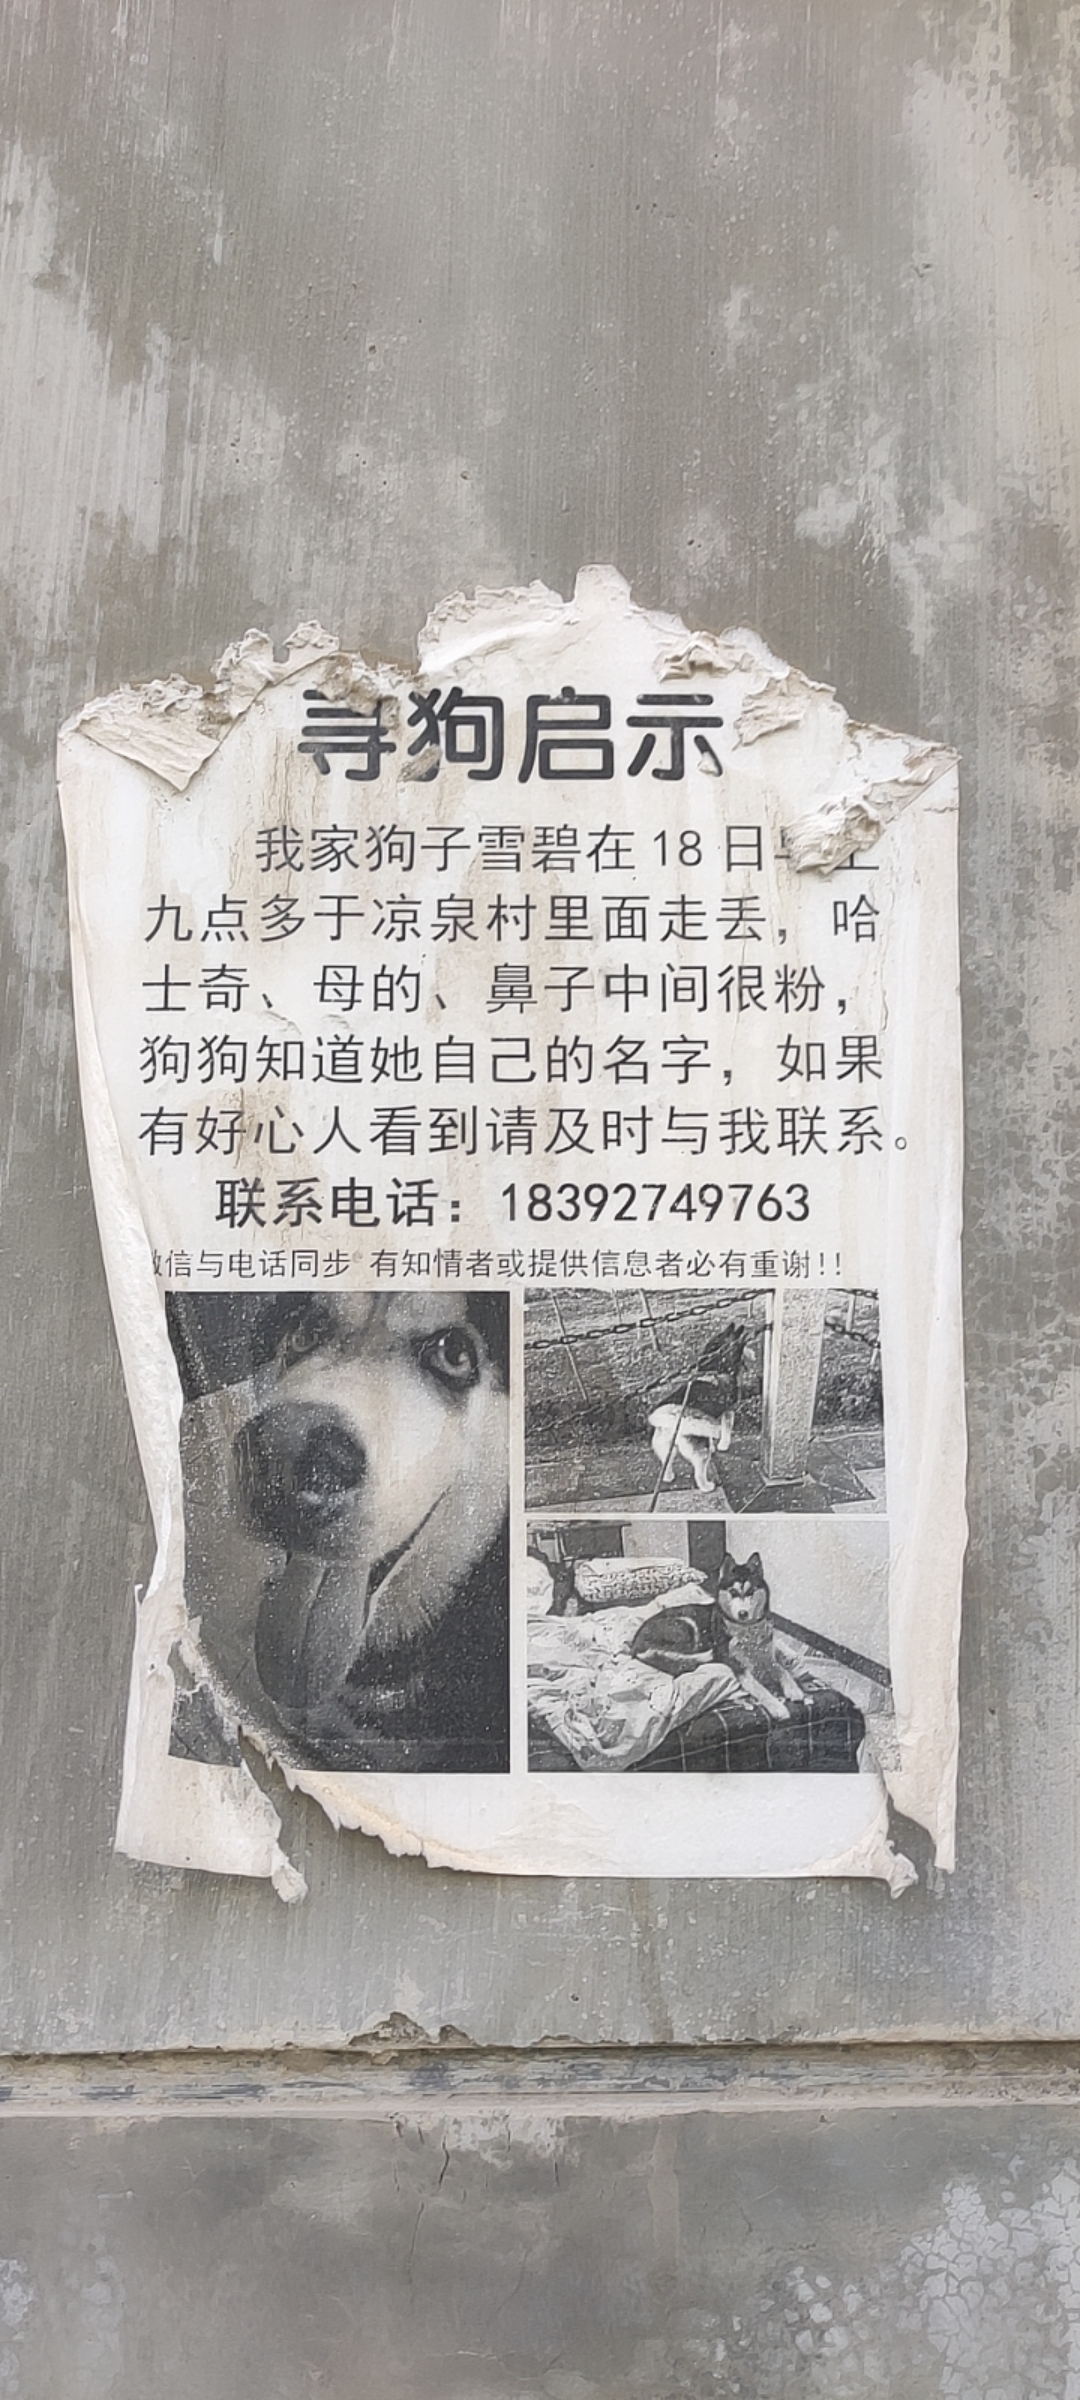 寻狗启示
我家狗子雪碧在 18 日 上
九点多于凉泉村里面走丢，哈
士奇、母的、鼻子中间很粉，
狗狗知道她自己的名字，如果
有好心人看到请及时与我联系。
联系电话：18392749763
微信与电话同步 有知情者或提供信息者必有重谢!!